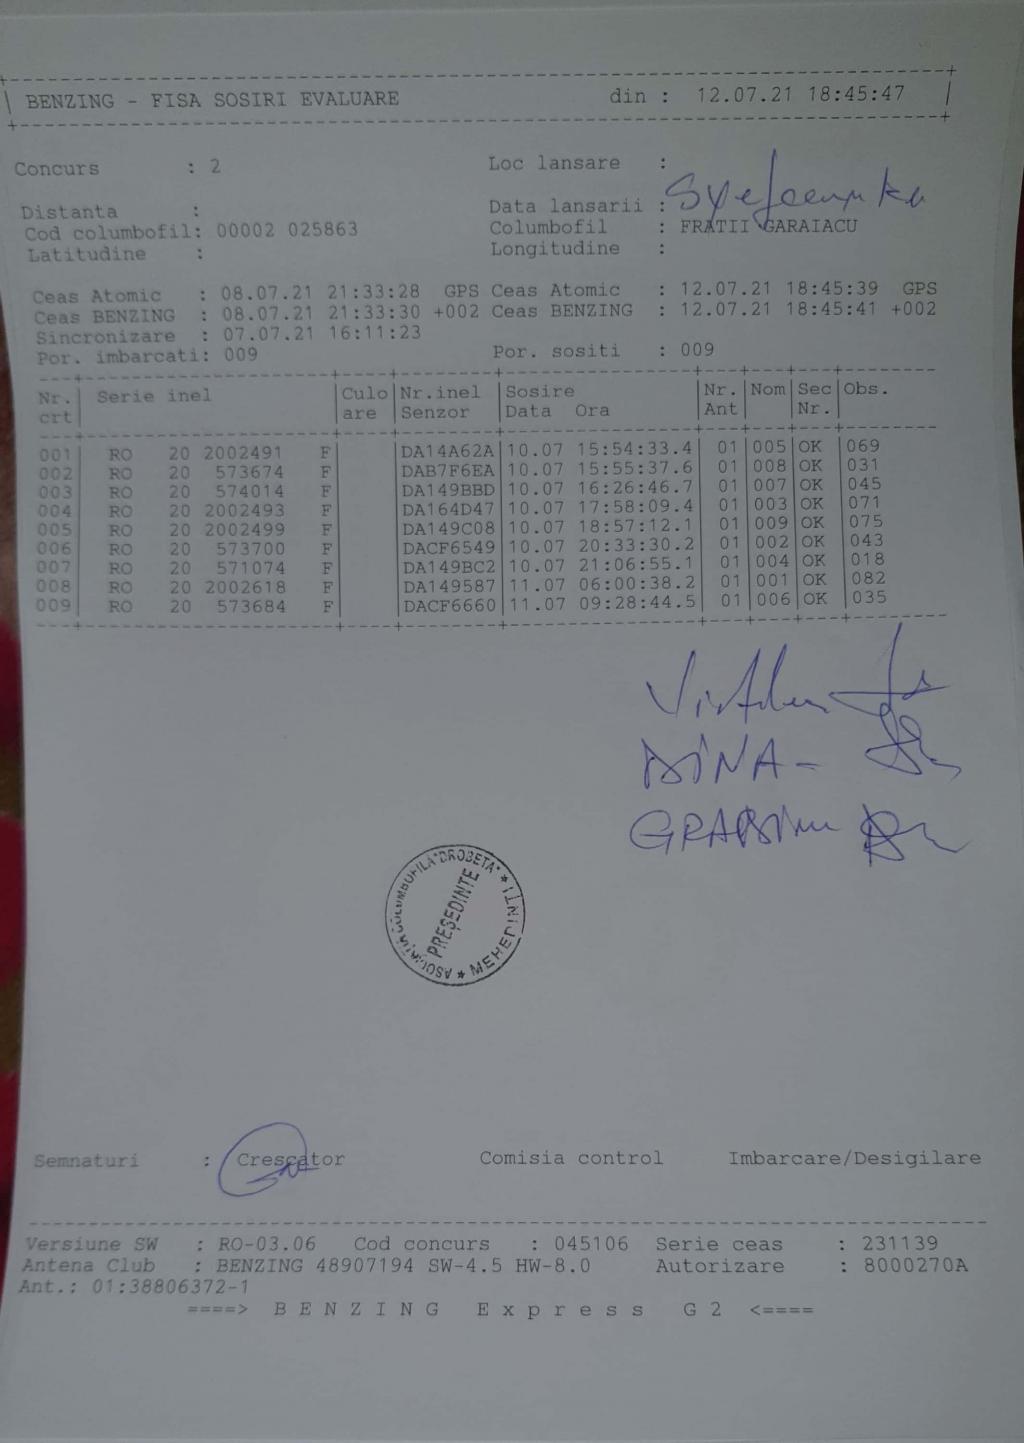 BENZING - FISA SOSIRI EVALUARE din : 12.07.21 18:45:47
Concurs : 2 Loc lansare :
Distanta : Data lansarii :
Cod columbofil: 00002 025863 Columbofil : FRATII GARAIACU
Latitudine : Longitudine :
Ceas Atomic : 08.07.21 21:33:28 GPS Ceas Atomic : 12.07.21 18:45:39 GPS
Ceas BENZING : 08.07.21 21:33:30 +002 Ceas BENZING : 12.07.21 18:45:41 +002
Sincronizare : 07.07.21 16:11:23
Por. imbarcati: 009 Por. sositi : 009
Nr. Serie inel Culo Nr.inel Sosire Nr. Nom Sec Obs.
crt are Senzor Data Ora Ant Nr.
001 RO 20 2002491 F DA14A62A 10.07 15:54:33.4 01 005 OK 069
002 RO 20 573674 F DAB7F6EA 10.07 15:55:37.6 01 008 OK 031
003 RO 20 574014 F DA149BBD 10.07 16:26:46.7 01 007 OK 045
004 RO 20 2002493 F DA164D47 10.07 17:58:09.4 01 003 OK 071
005 RO 20 2002499 F DA149C08 10.07 18:57:12.1 01 009 OK 075
006 RO 20 573700 F DACF6549 10.07 20:33:30.2 01 002 OK 043
007 RO 20 571074 F DA149BC2 10.07 21:06:55.1 01 004 OK 018
008 RO 20 2002618 F DA149587 11.07 06:00:38.2 01 001 OK 082
009 RO 20 573684 F DACF6660 11.07 09:28:44.5 01 006 OK 035
DINA -
ASOCIATIA COLUMBOFILA "DROBETA" * MEHEDINTI *
PREȘEDINTE
Semnaturi : Crescator Comisia control Imbarcare/Desigilare
Versiune SW : RO-03.06 Cod concurs : 045106 Serie ceas : 231139
Antena Club : BENZING 48907194 SW-4.5 HW-8.0 Autorizare : 8000270A
Ant.: 01:38806372-1
====> B E N Z I N G E x p r e s s G 2 <====